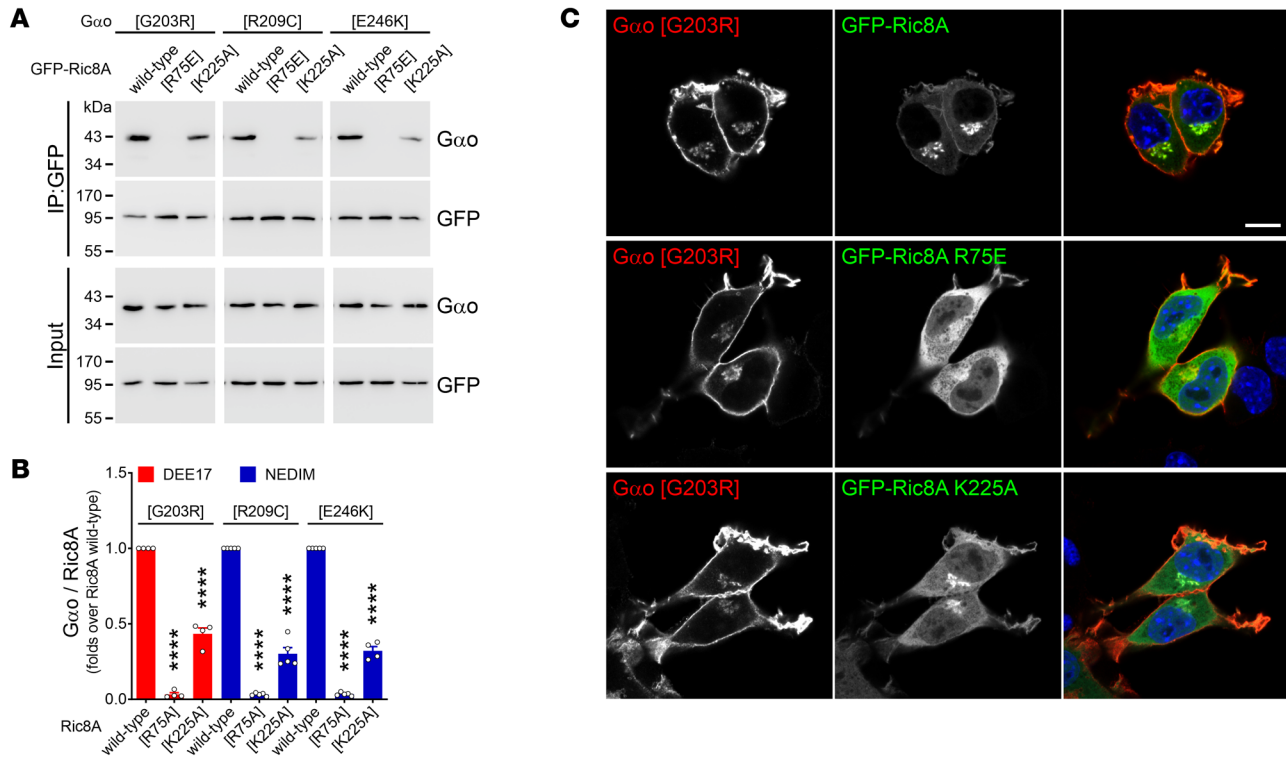 A
Gαo [G203R] [R209C] [E246K]
GFP-Ric8A wild-type [R75E] [K225A] wild-type [R75E] [K225A] wild-type [R75E] [K225A]
kDa
IP:GFP
43
34
Gαo
170
95
55
GFP
Input
43
34
Gαo
170
95
55
GFP
B
DEE17 NEDIM
Gαo / Ric8A
(folds over Ric8A wild-type)
1.5
1.0
0.5
0.0
[G203R] [R209C] [E246K]
**** **** **** **** **** ****
Ric8A wild-type [R75A] [K225A] wild-type [R75A] [K225A] wild-type [R75A] [K225A]
C
Gαo [G203R] GFP-Ric8A
Gαo [G203R] GFP-Ric8A R75E
Gαo [G203R] GFP-Ric8A K225A